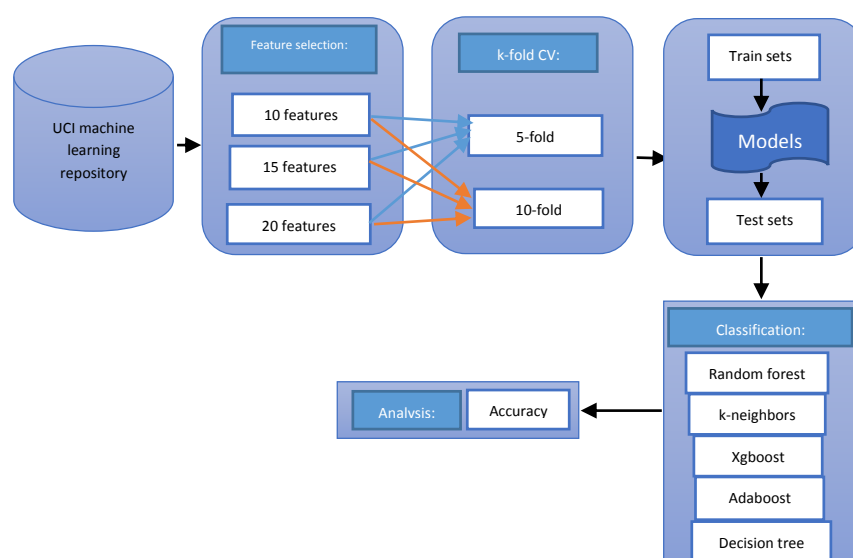 UCI machine
learning
repository
Feature selection:
10 features
15 features
20 features
k-fold CV:
5-fold
10-fold
Train sets
Models
Test sets
Classification:
Random forest
k-neighbors
Xgboost
Adaboost
Decision tree
Analysis:
Accuracy